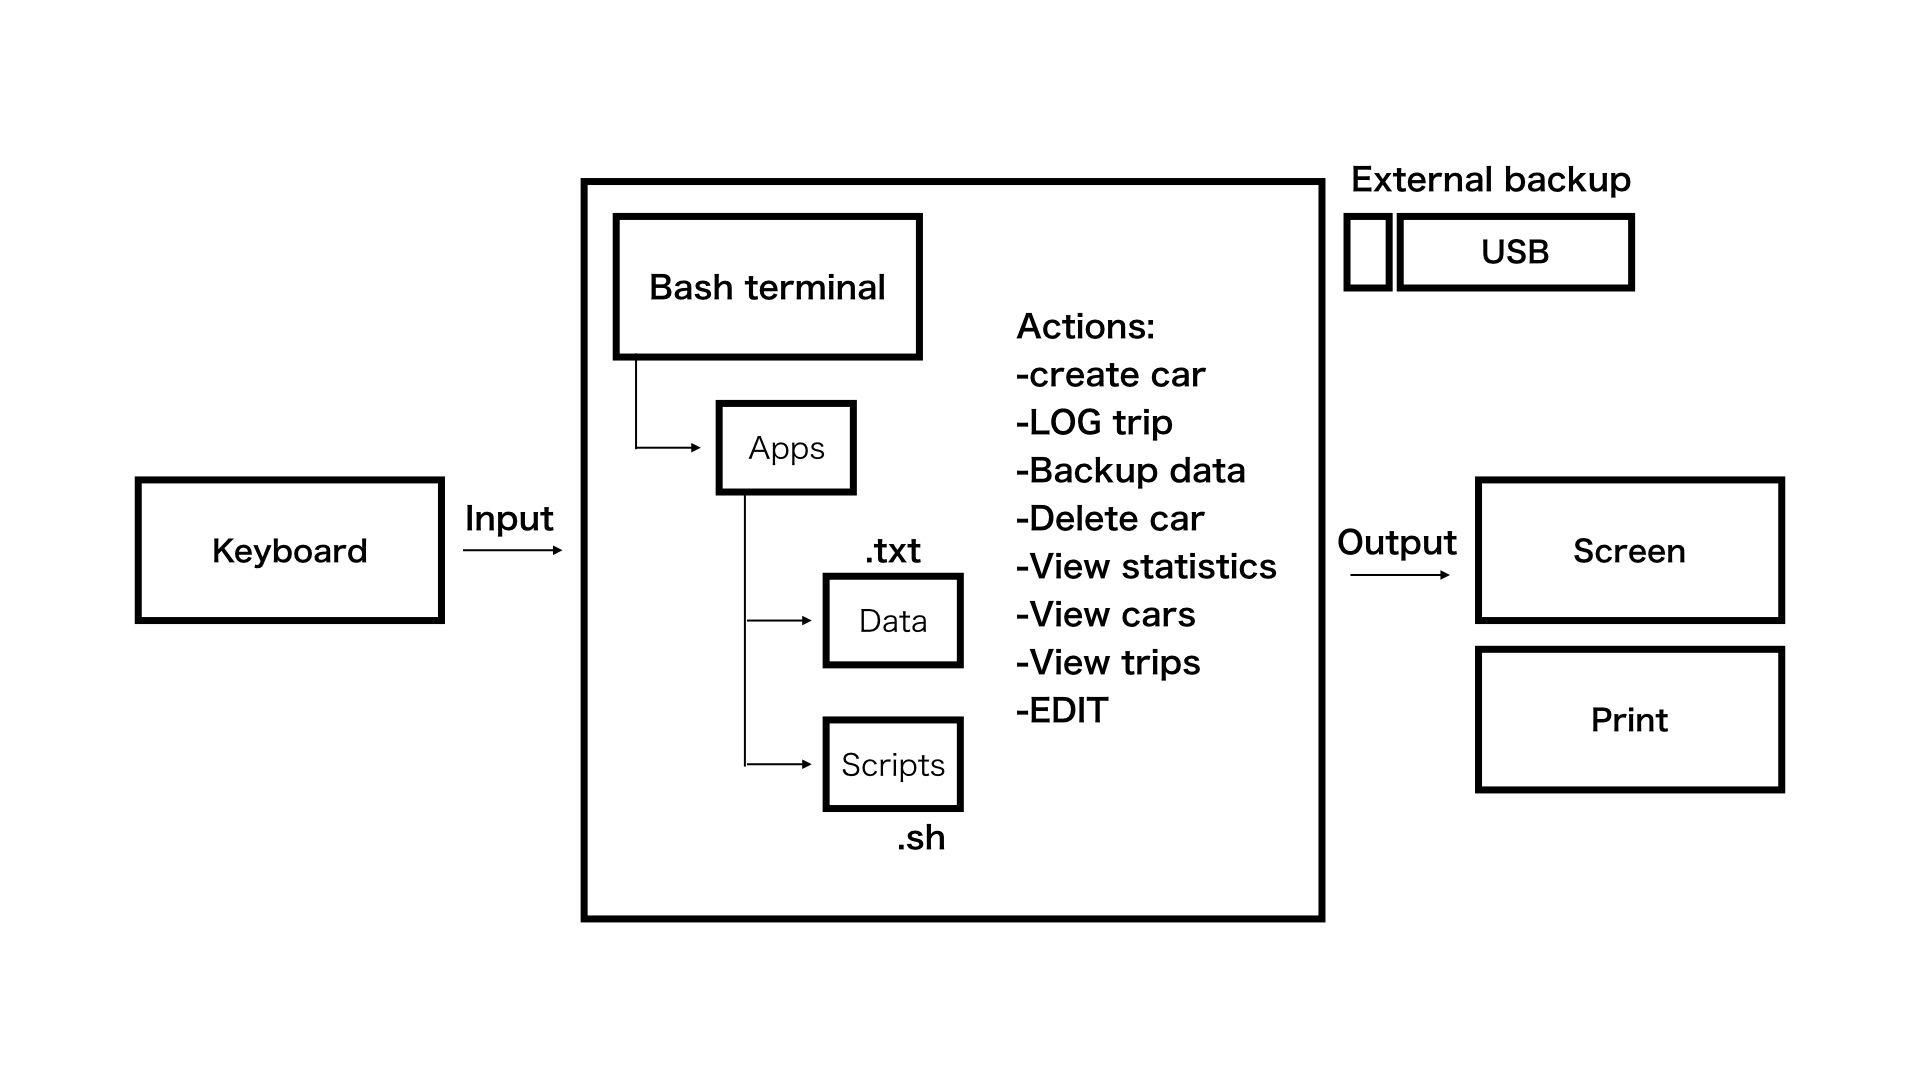 External backup
USB
Bash terminal
Actions:
-create car
-LOG trip
-Backup data
-Delete car
-View statistics
-View cars
-View trips
-EDIT
Apps
Keyboard
Input
.txt
Data
Scripts
.sh
Output
Screen
Print